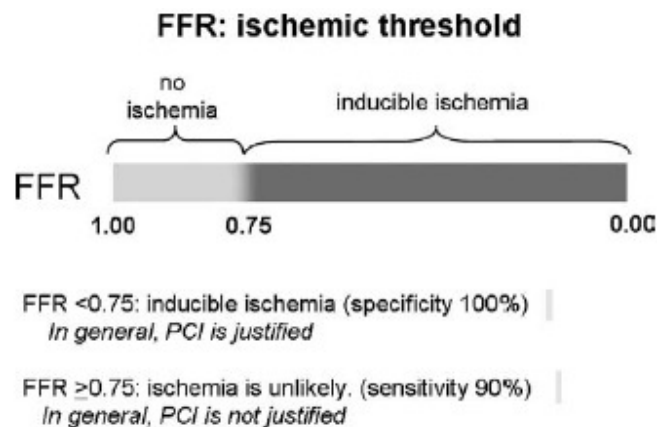 FFR: ischemic threshold
no
ischemia
inducible ischemia
FFR
1.00
0.75
0.00
FFR <0.75: inducible ischemia (specificity 100%)
In general, PCI is justified
FFR ≥0.75: ischemia is unlikely. (sensitivity 90%)
In general, PCI is not justified